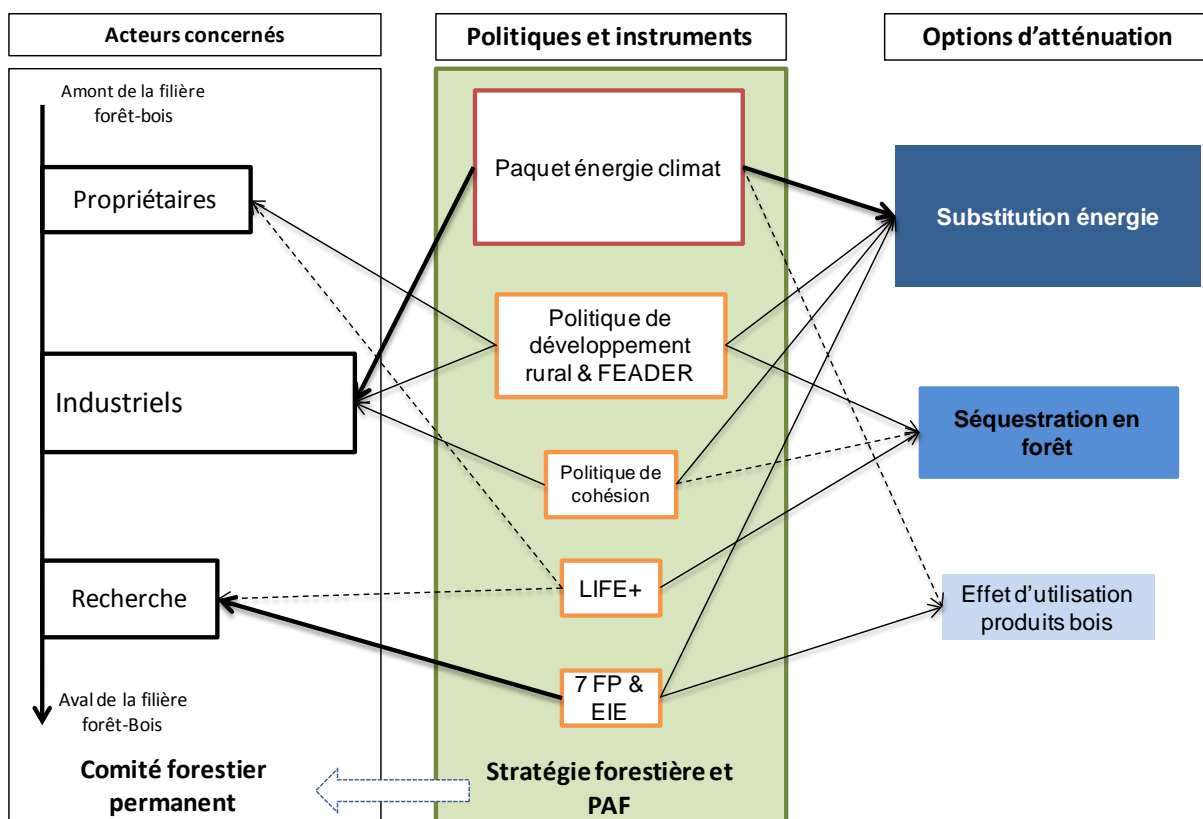 Acteurs concernés
Politiques et instruments
Options d'atténuation
Amont de la filière
forêt-bois
Propriétaires
Industriels
Recherche
Aval de la filière
forêt-Bois
Comité forestier
permanent
Paquet énergie climat
Politique de
développement
rural & FEADER
Politique de
cohésion
LIFE+
7 FP &
EIE
Stratégie forestière et
PAF
Substitution énergie
Séquestration en
forêt
Effet d'utilisation
produits bois